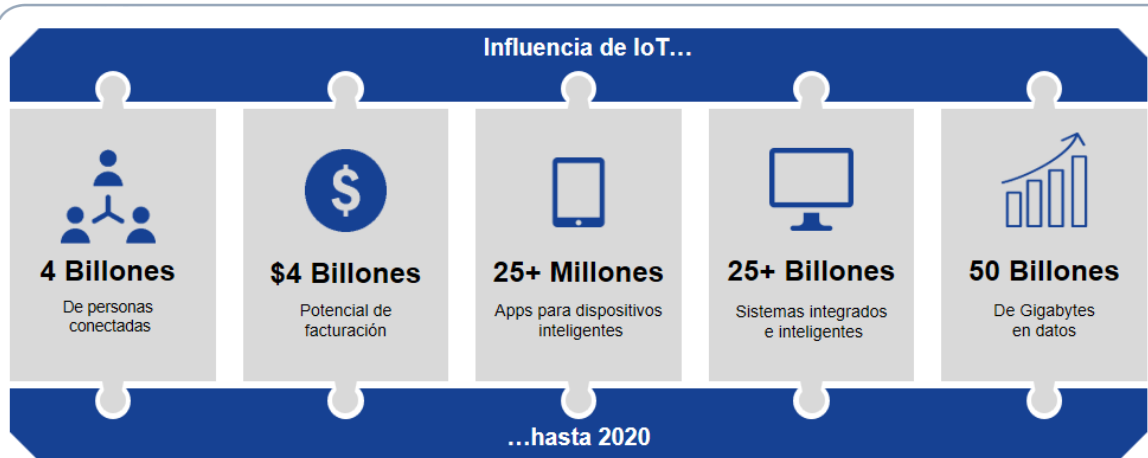 Influencia de IoT...
4 Billones
De personas
conectadas
$4 Billones
Potencial de
facturación
25+ Millones
Apps para dispositivos
inteligentes
25+ Billones
Sistemas integrados
e inteligentes
50 Billones
De Gigabytes
en datos
...hasta 2020